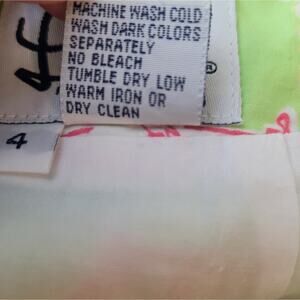 MACHINE WASH COLD
WASH DARK COLORS
SEPARATELY
NO BLEACH
TUMBLE DRY LOW
WARM IRON OR
DRY CLEAN
4